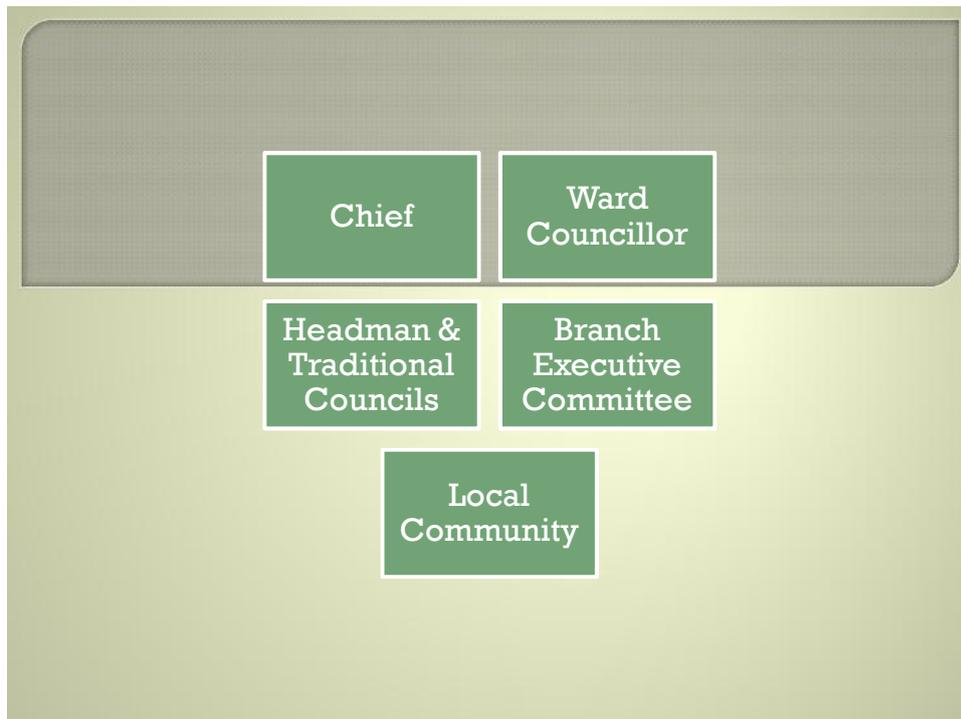 Chief
Ward
Councillor
Headman &
Traditional
Councils
Branch
Executive
Committee
Local
Community